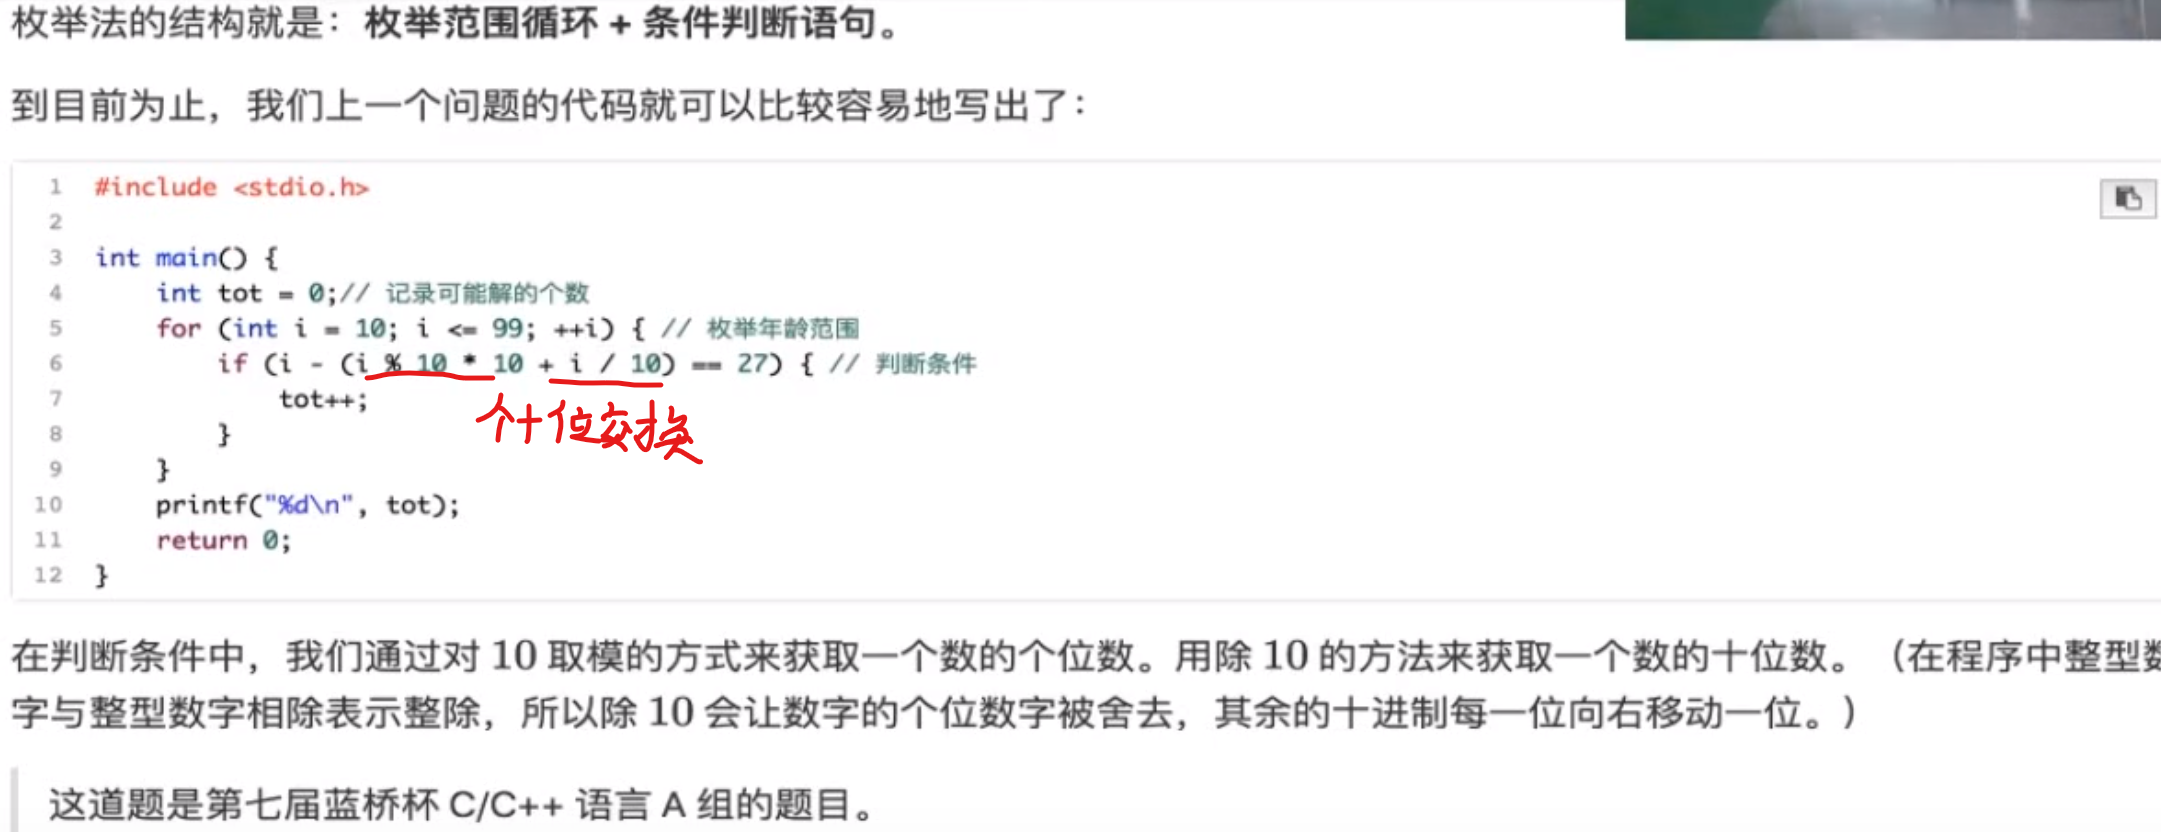 枚举法的结构就是：枚举范围循环 + 条件判断语句。
到目前为止，我们上一个问题的代码就可以比较容易地写出了：
1 #include <stdio.h>
2
3 int main() {
4 int tot = 0;// 记录可能解的个数
5 for (int i = 10; i <= 99; ++i) { // 枚举年龄范围
6 if (i - (i % 10 * 10 + i / 10) == 27) { // 判断条件
7 tot++;
个十位交换
8 }
9 }
10 printf("%d\n", tot);
11 return 0;
12 }
在判断条件中，我们通过对 10 取模的方式来获取一个数的个位数。用除 10 的方法来获取一个数的十位数。（在程序中整型数
字与整型数字相除表示整除，所以除 10 会让数字的个位数字被舍去，其余的十进制每一位向右移动一位。）
这道题是第七届蓝桥杯 C/C++ 语言 A 组的题目。